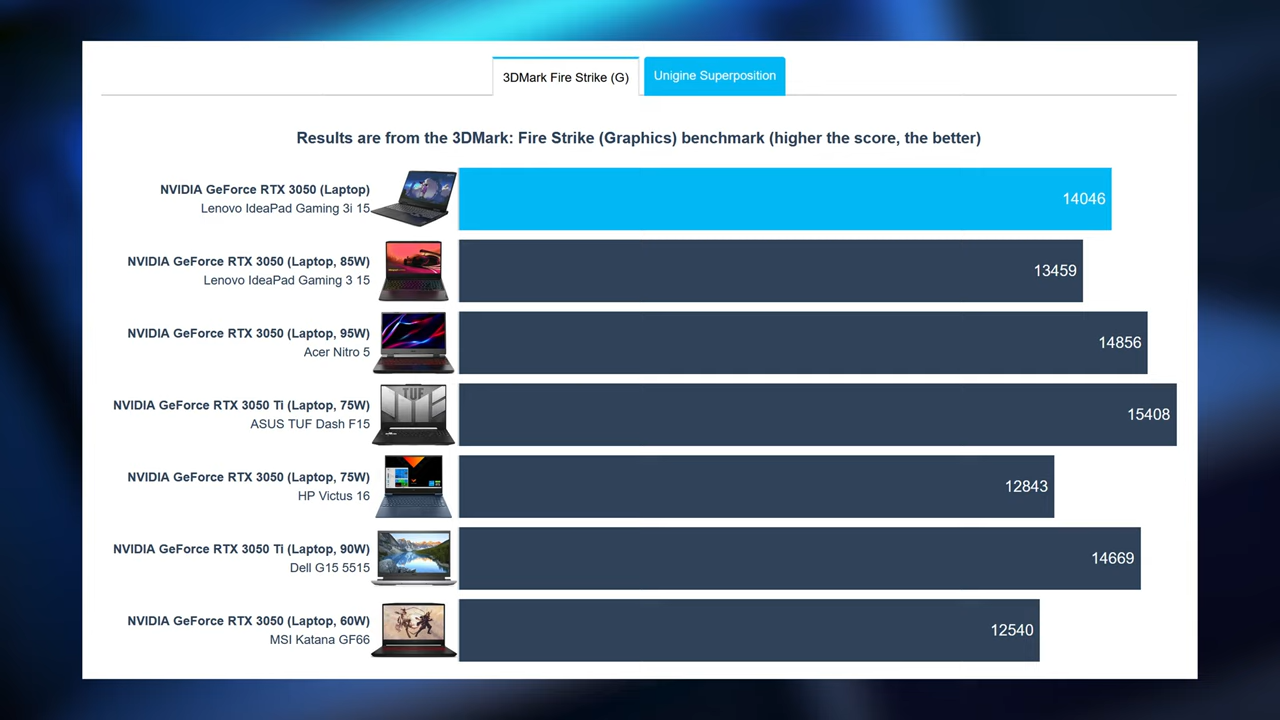 3DMark Fire Strike (G)
Unigine Superposition
Results are from the 3DMark: Fire Strike (Graphics) benchmark (higher the score, the better)
NVIDIA GeForce RTX 3050 (Laptop)
Lenovo IdeaPad Gaming 3i 15
14046
NVIDIA GeForce RTX 3050 (Laptop, 85W)
Lenovo IdeaPad Gaming 3 15
13459
NVIDIA GeForce RTX 3050 (Laptop, 95W)
Acer Nitro 5
14856
NVIDIA GeForce RTX 3050 Ti (Laptop, 75W)
ASUS TUF Dash F15
TUF
15408
NVIDIA GeForce RTX 3050 (Laptop, 75W)
HP Victus 16
12843
NVIDIA GeForce RTX 3050 Ti (Laptop, 90W)
Dell G15 5515
14669
NVIDIA GeForce RTX 3050 (Laptop, 60W)
MSI Katana GF66
12540